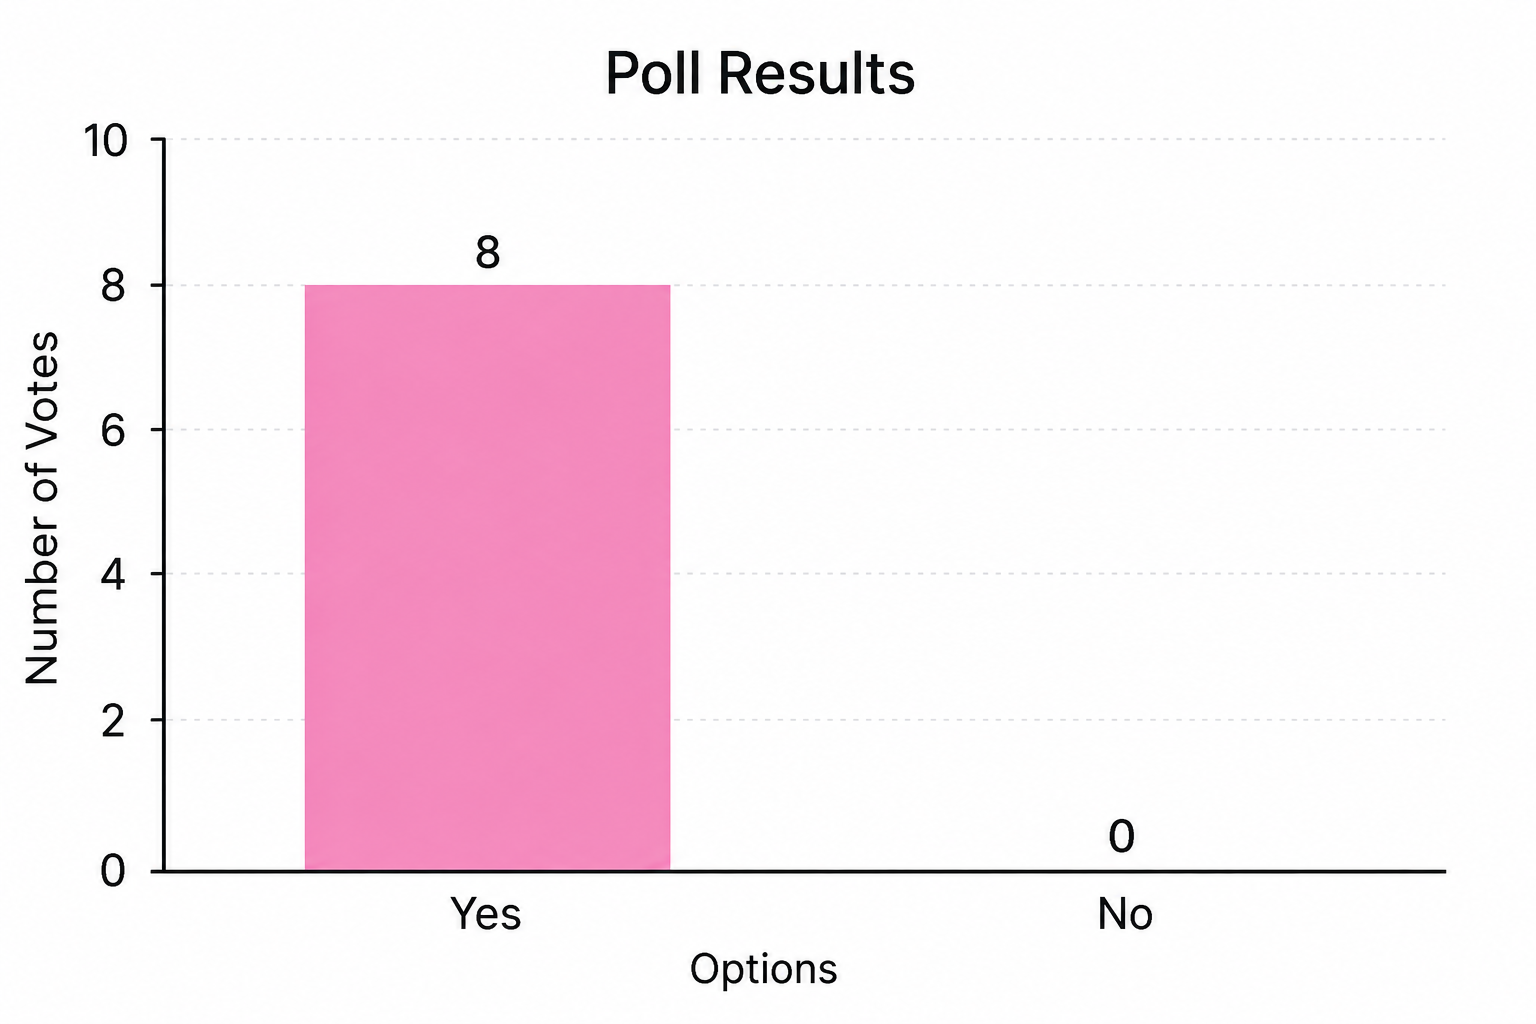 Poll Results
10
8
8
6
4
2
0
0
Number of Votes
Yes
No
Options